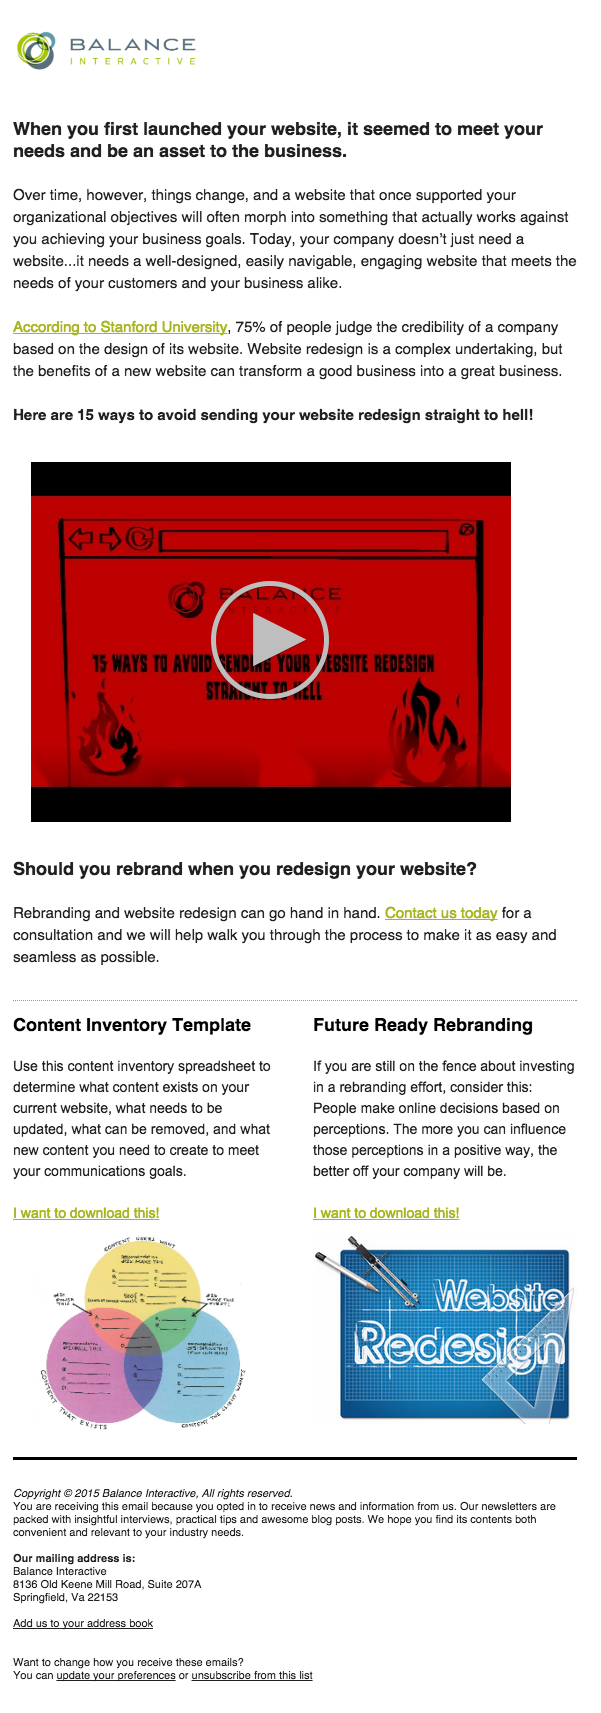 BALANCE
INTERACTIVE
When you first launched your website, it seemed to meet your
needs and be an asset to the business.
Over time, however, things change, and a website that once supported your
organizational objectives will often morph into something that actually works against
you achieving your business goals. Today, your company doesn't just need a
website...it needs a well-designed, easily navigable, engaging website that meets the
needs of your customers and your business alike.
According to Stanford University, 75% of people judge the credibility of a company
based on the design of its website. Website redesign is a complex undertaking, but
the benefits of a new website can transform a good business into a great business.
Here are 15 ways to avoid sending your website redesign straight to hell!
BALANCE
INTERACTIVE
15 WAYS TO AVOID SENDING YOUR WEBSITE REDESIGN
STRAIGHT TO HELL
Should you rebrand when you redesign your website?
Rebranding and website redesign can go hand in hand. Contact us today for a
consultation and we will help walk you through the process to make it as easy and
seamless as possible.
Content Inventory Template
Use this content inventory spreadsheet to
determine what content exists on your
current website, what needs to be
updated, what can be removed, and what
new content you need to create to meet
your communications goals.
I want to download this!
CONTENT USERS WANT
CONTENT THAT EXISTS
CONTENT THE CLIENT WANTS
Future Ready Rebranding
If you are still on the fence about investing
in a rebranding effort, consider this:
People make online decisions based on
perceptions. The more you can influence
those perceptions in a positive way, the
better off your company will be.
I want to download this!
Website
Redesign
Copyright © 2015 Balance Interactive, All rights reserved.
You are receiving this email because you opted in to receive news and information from us. Our newsletters are
packed with insightful interviews, practical tips and awesome blog posts. We hope you find its contents both
convenient and relevant to your industry needs.
Our mailing address is:
Balance Interactive
8136 Old Keene Mill Road, Suite 207A
Springfield, Va 22153
Add us to your address book
Want to change how you receive these emails?
You can update your preferences or unsubscribe from this list